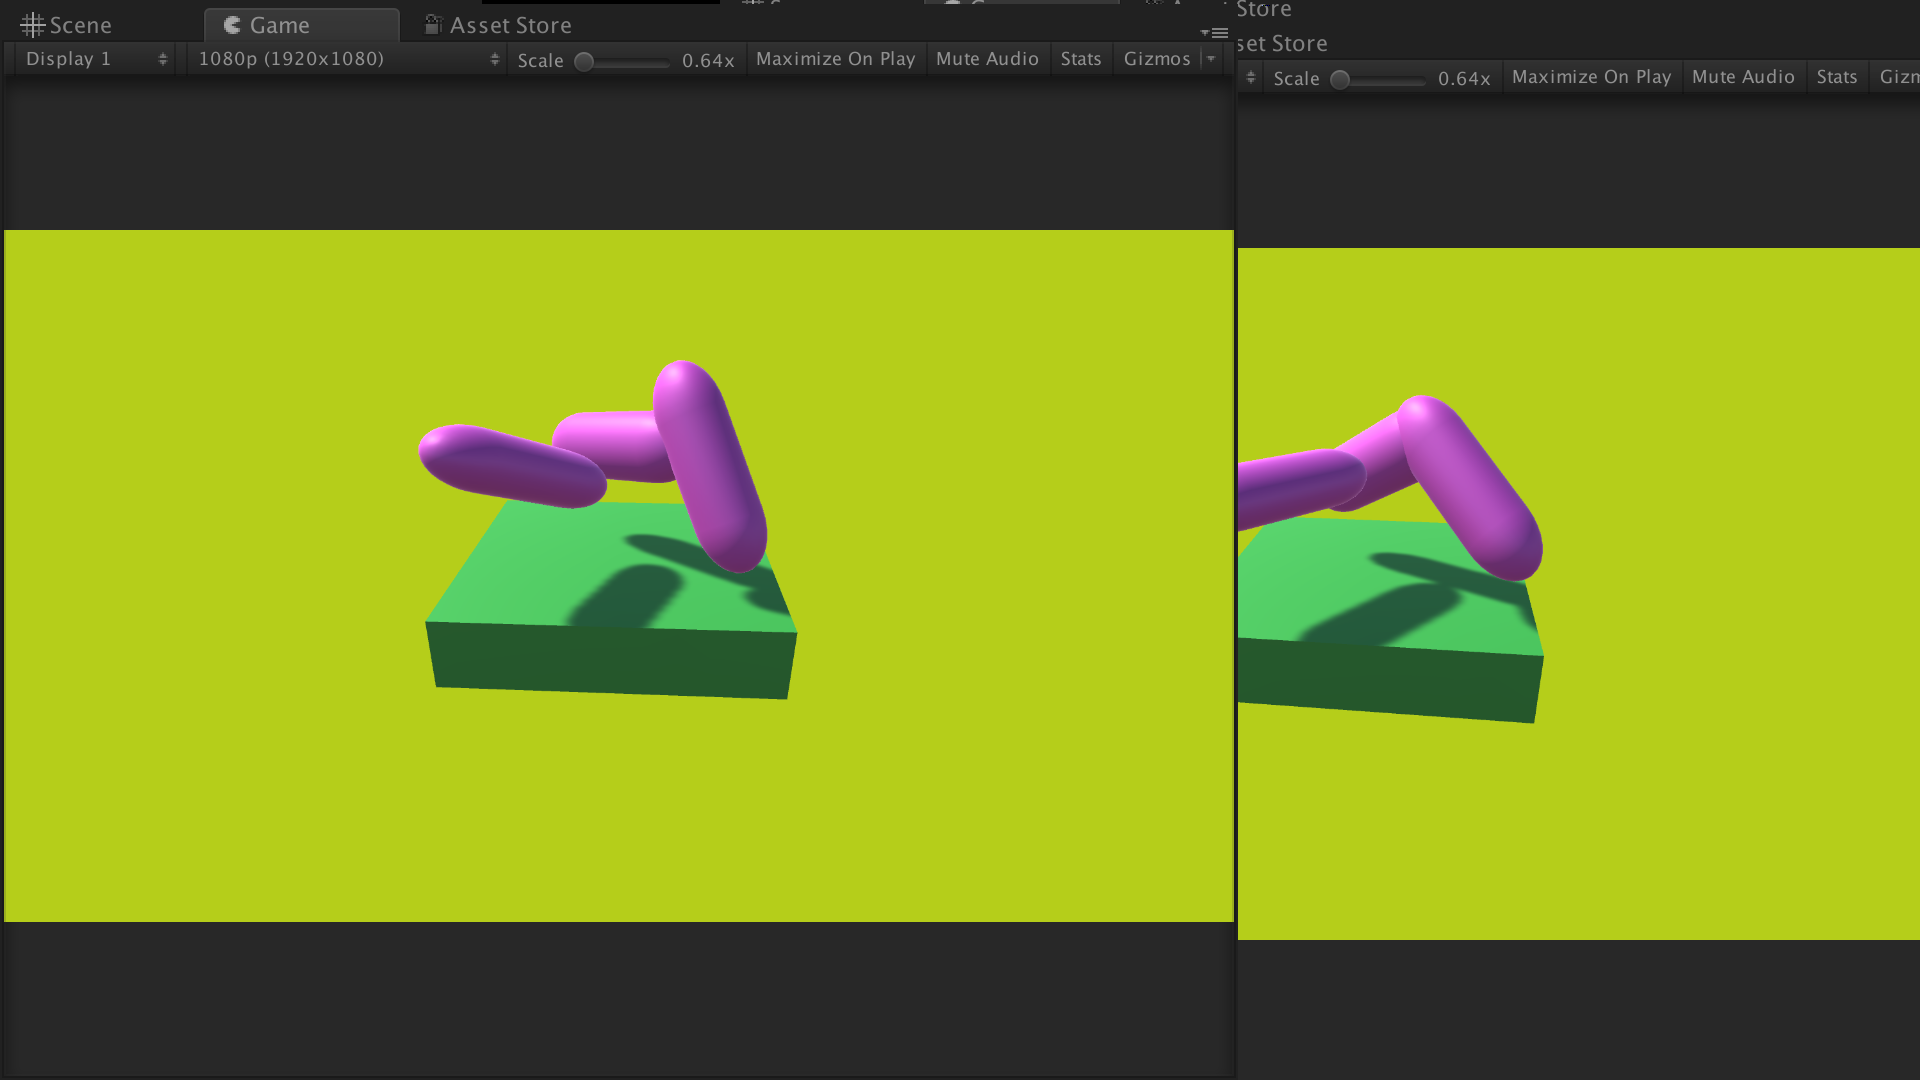 Store
Scene Game Asset Store
set Store
Display 1 1080p (1920x1080) Scale 0.64x Maximize On Play Mute Audio Stats Gizmos
Scale 0.64x Maximize On Play Mute Audio Stats Gizm